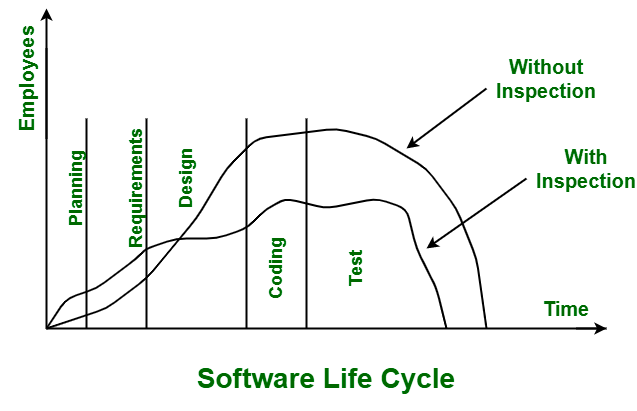 Employees
Planning
Requirements
Design
Coding
Test
Without
Inspection
With
Inspection
Time
Software Life Cycle